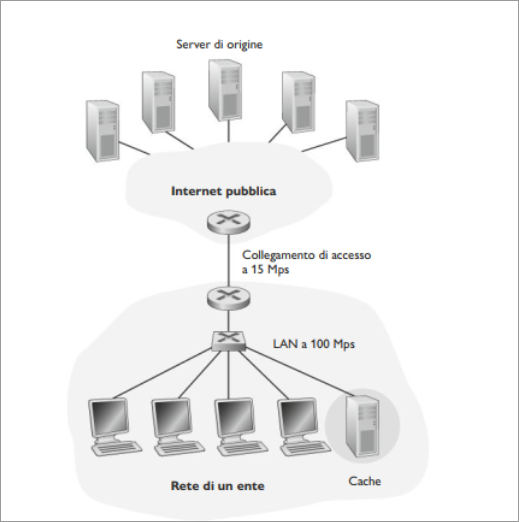 Server di origine
Internet pubblica
Collegamento di accesso
a 15 Mps
LAN a 100 Mps
Rete di un ente
Cache